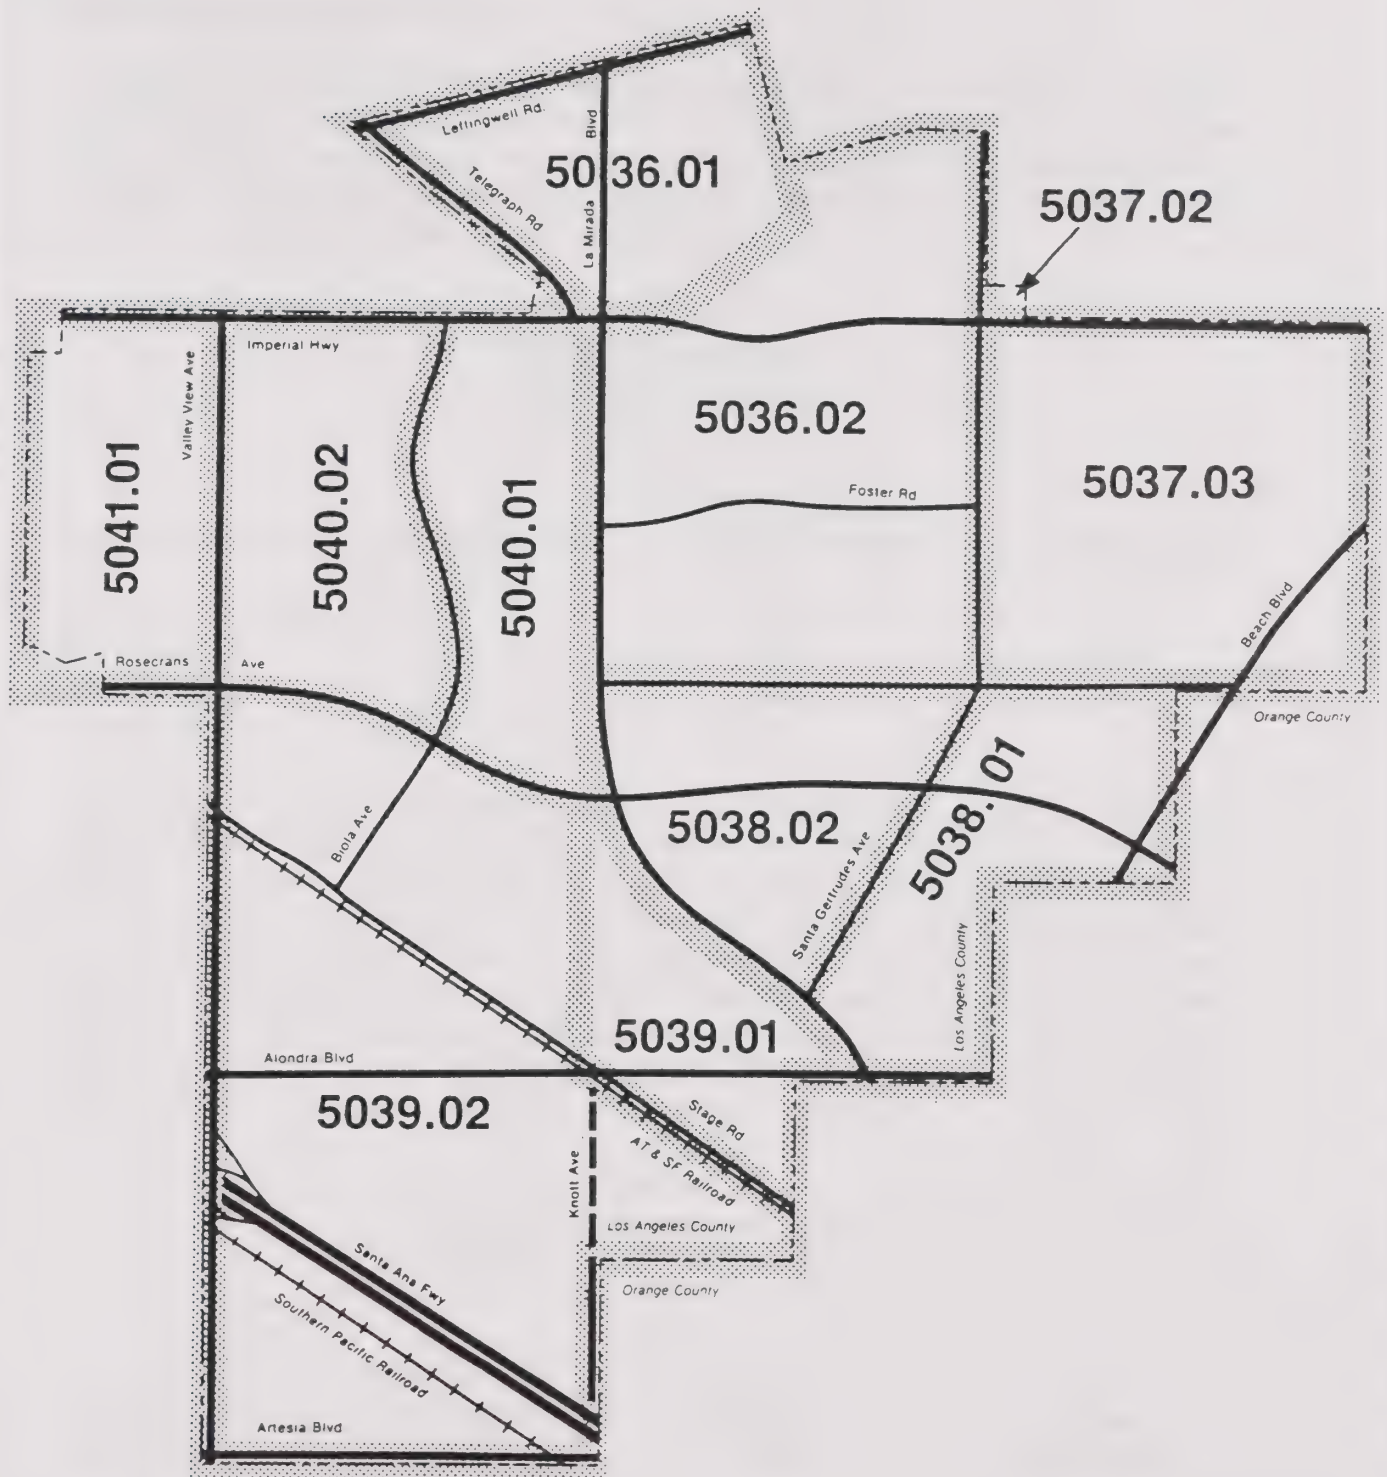 Leffingwell Rd.
Telegraph Rd
La Mirada Blvd
5036.01
5037.02
Imperial Hwy
Valley View Ave
5041.01
5040.02
5040.01
5036.02
Foster Rd
5037.03
Beach Blvd
Rosecrans Ave
Orange County
Biola Ave
5038.02
Santa Gertrudes Ave
5038.01
Los Angeles County
5039.01
Alondra Blvd
5039.02
Stage Rd
AT & SF Railroad
Knott Ave
Los Angeles County
Orange County
Santa Ana Fwy
Southern Pacific Railroad
Artesia Blvd